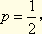 p = 1/2,